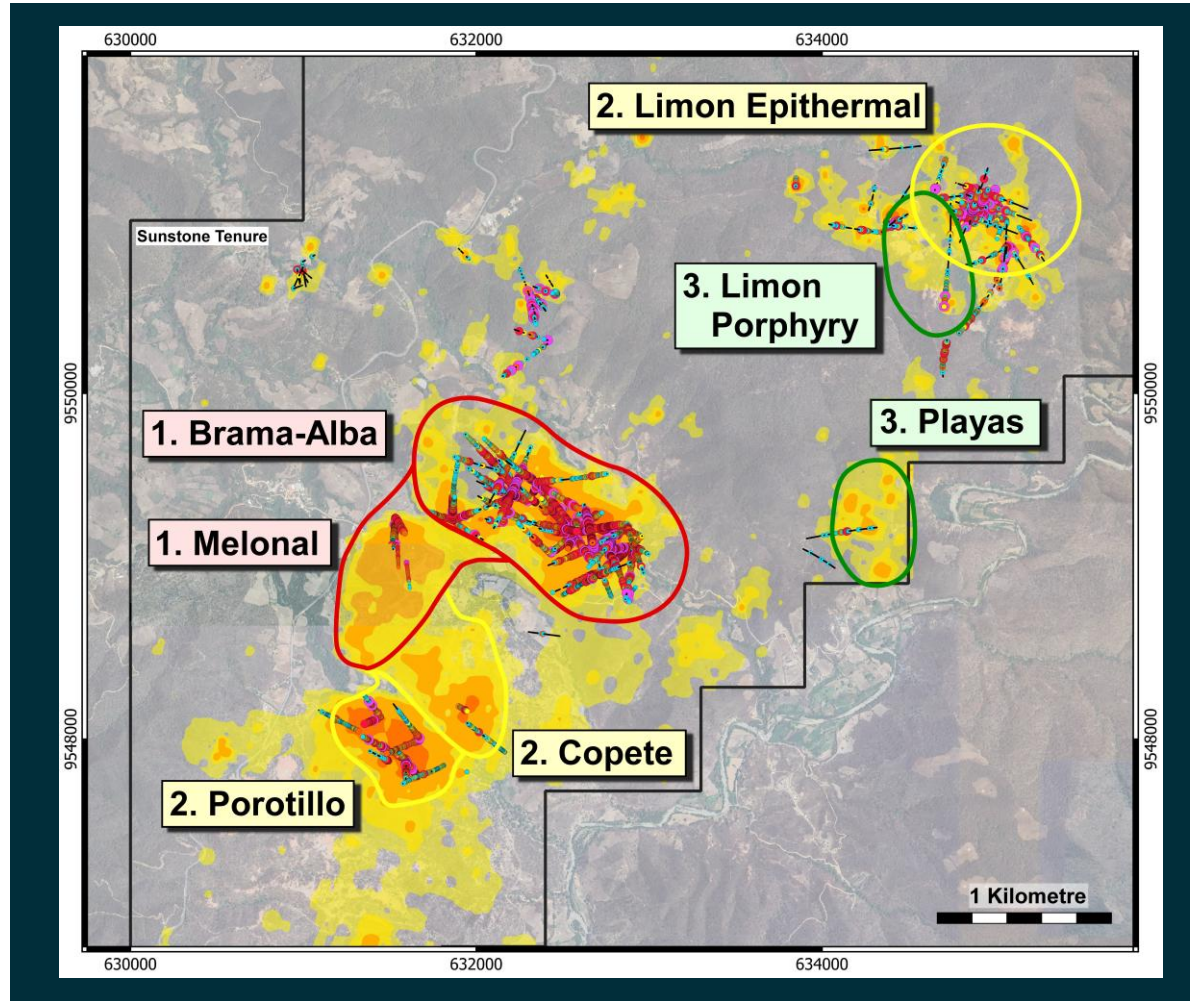 630000
632000
634000
2. Limon Epithermal
Sunstone Tenure
3. Limon
Porphyry
9550000
9550000
1. Brama-Alba
3. Playas
1. Melonal
9548000
9548000
2. Copete
2. Porotillo
1 Kilometre
630000
632000
634000